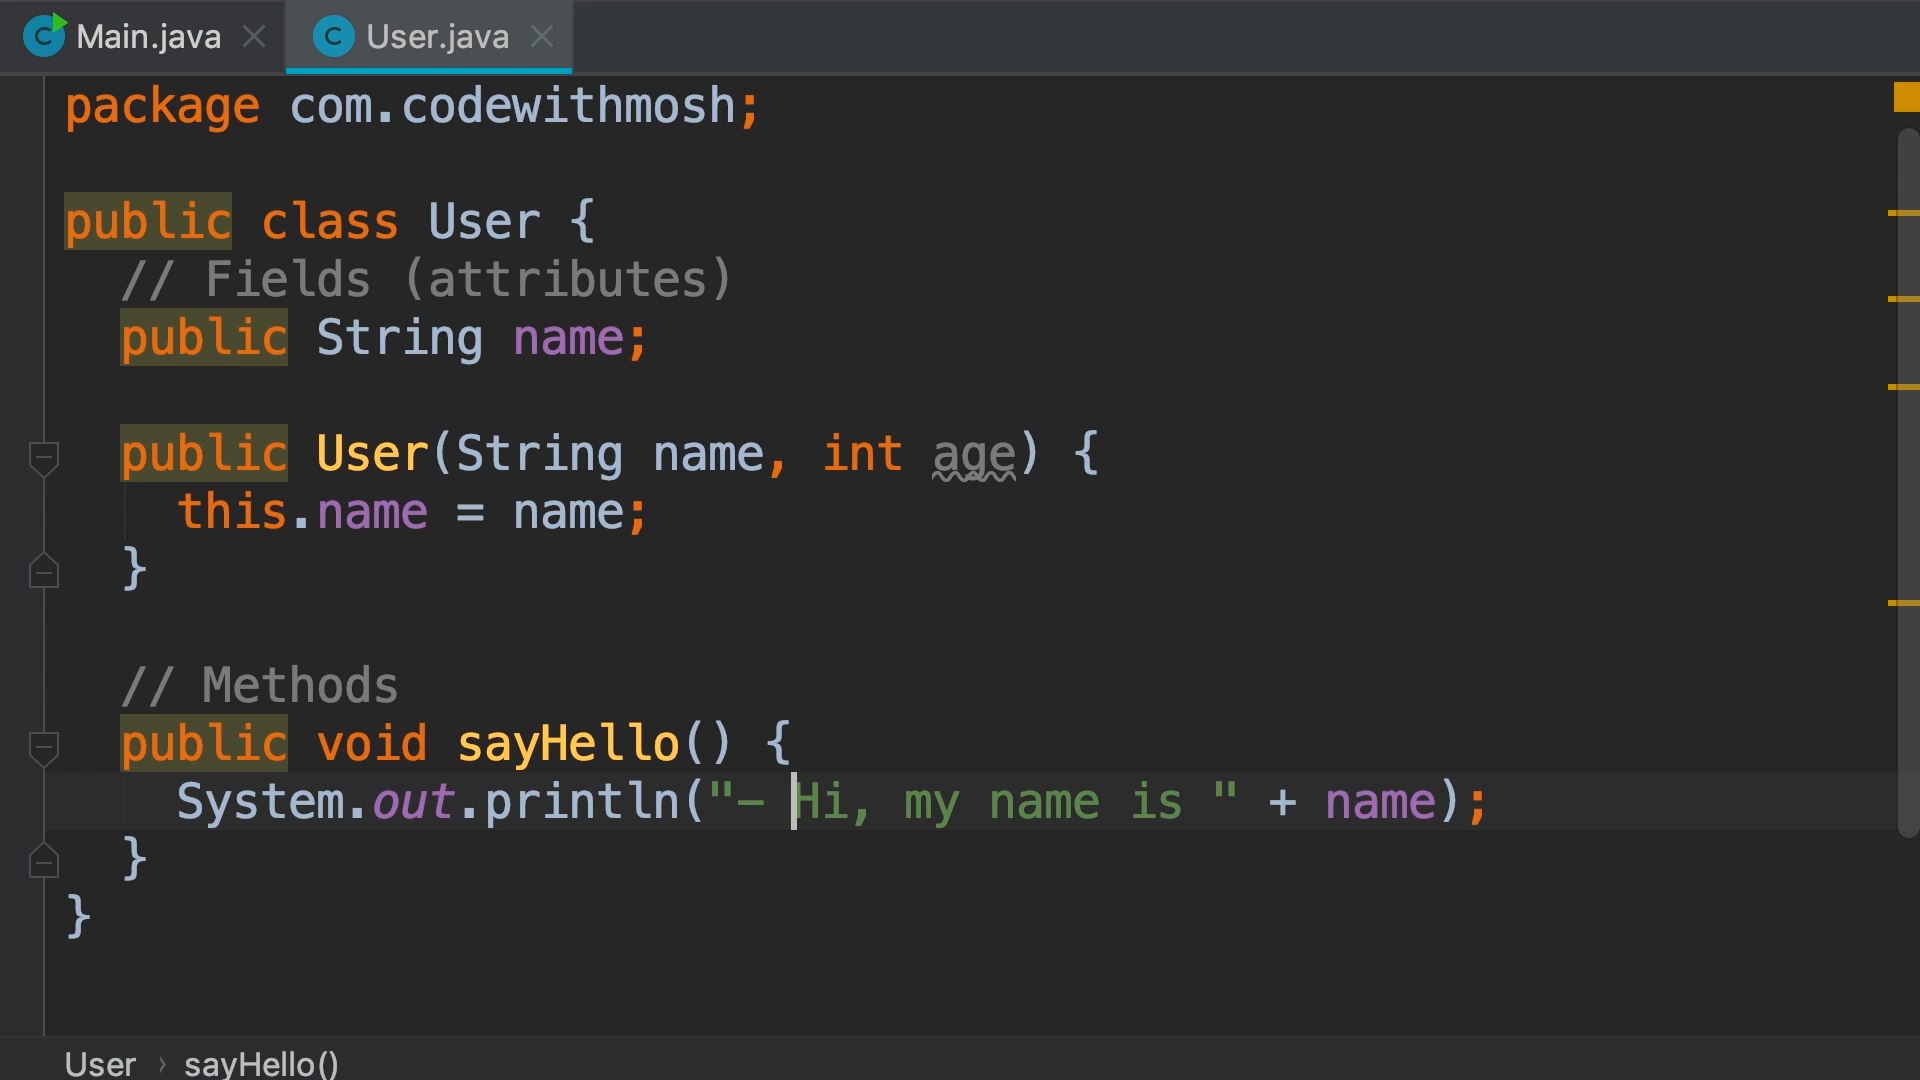 Main.java
User.java
package com.codewithmosh;
public class User {
// Fields (attributes)
public String name;
public User(String name, int age) {
this.name = name;
}
// Methods
public void sayHello() {
System.out.println("– Hi, my name is " + name);
}
}
User › sayHello()